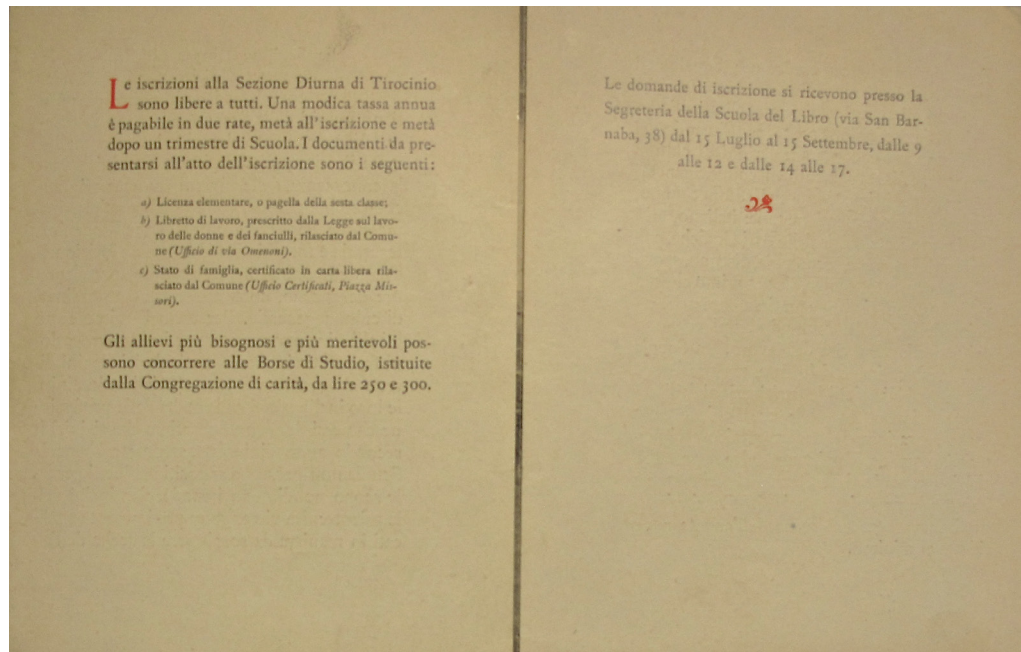 Le iscrizioni alla Sezione Diurna di Tirocinio
sono libere a tutti. Una modica tassa annua
è pagabile in due rate, metà all'iscrizione e metà
dopo un trimestre di Scuola. I documenti da pre-
sentarsi all'atto dell'iscrizione sono i seguenti:
a) Licenza elementare, o pagella della sesta classe;
b) Libretto di lavoro, prescritto dalla Legge sul lavo-
ro delle donne e dei fanciulli, rilasciato dal Comu-
ne (Ufficio di via Omenoni).
c) Stato di famiglia, certificato in carta libera rila-
sciato dal Comune (Ufficio Certificati, Piazza Mis-
sori).
Gli allievi più bisognosi e più meritevoli pos-
sono concorrere alle Borse di Studio, istituite
dalla Congregazione di carità, da lire 250 e 300.
Le domande di iscrizione si ricevono presso la
Segreteria della Scuola del Libro (via San Bar-
naba, 38) dal 15 Luglio al 15 Settembre, dalle 9
alle 12 e dalle 14 alle 17.